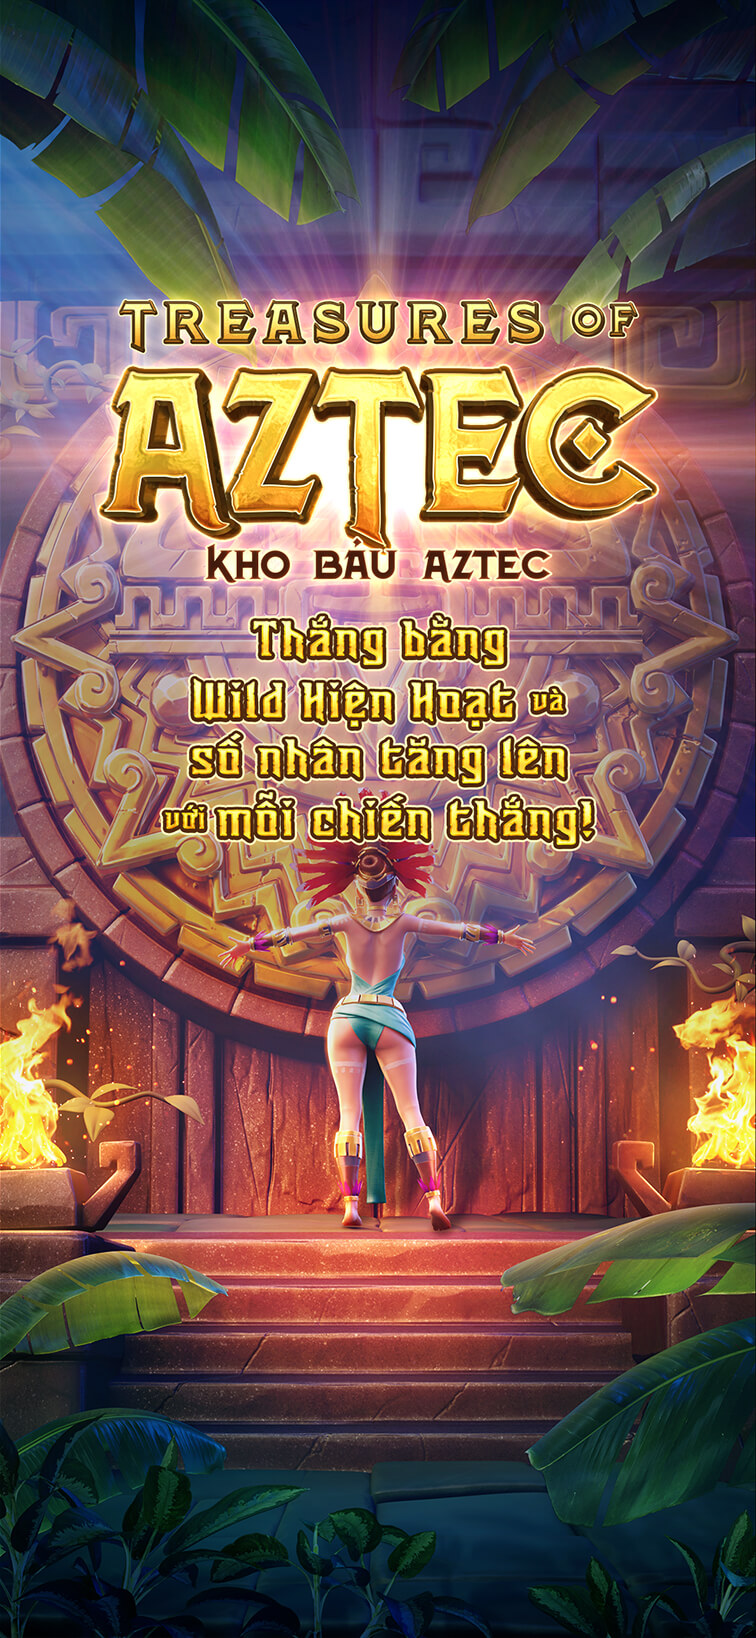 TREASURES OF
AZTEC
KHO BÁU AZTEC
Thắng bằng
Wild Hiện Hoạt và
số nhân tăng lên
với mỗi chiến thắng!